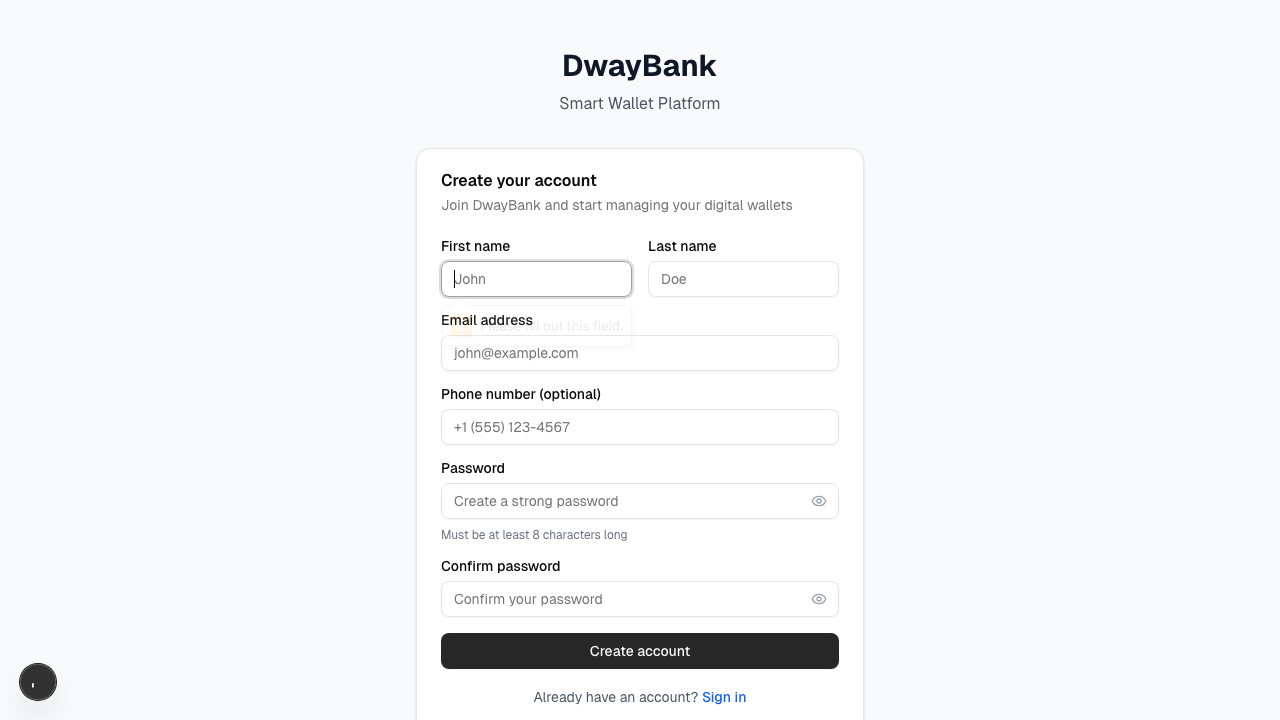 DwayBank
Smart Wallet Platform
Create your account
Join DwayBank and start managing your digital wallets
First name
Last name
John
Doe
Email address
Please fill out this field.
john@example.com
Phone number (optional)
+1 (555) 123-4567
Password
Create a strong password
Must be at least 8 characters long
Confirm password
Confirm your password
Create account
Already have an account? Sign in